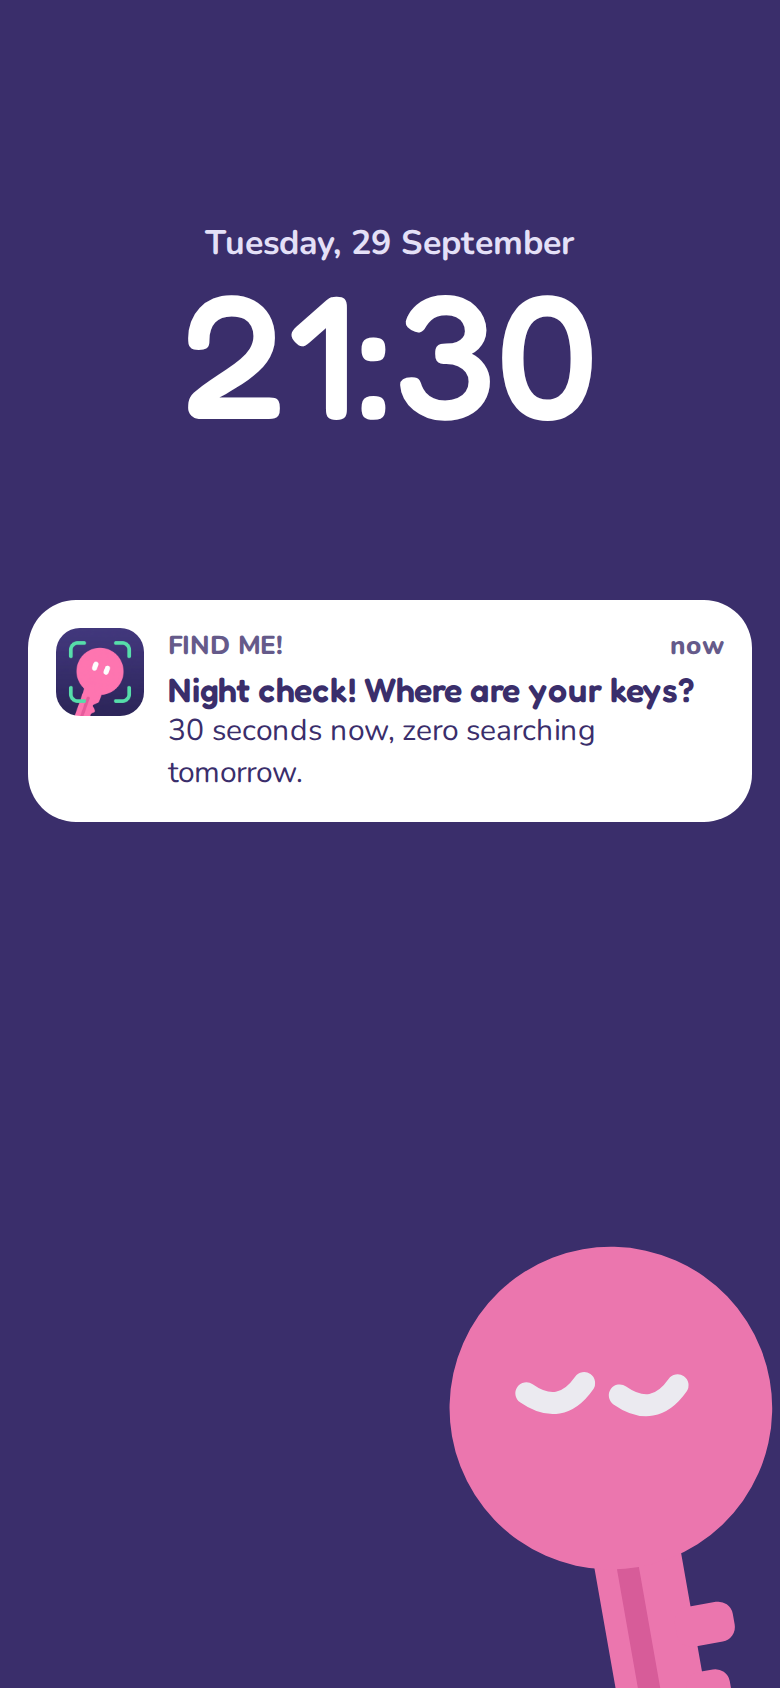 Tuesday, 29 September
21:30
FIND ME! now
Night check! Where are your keys?
30 seconds now, zero searching
tomorrow.